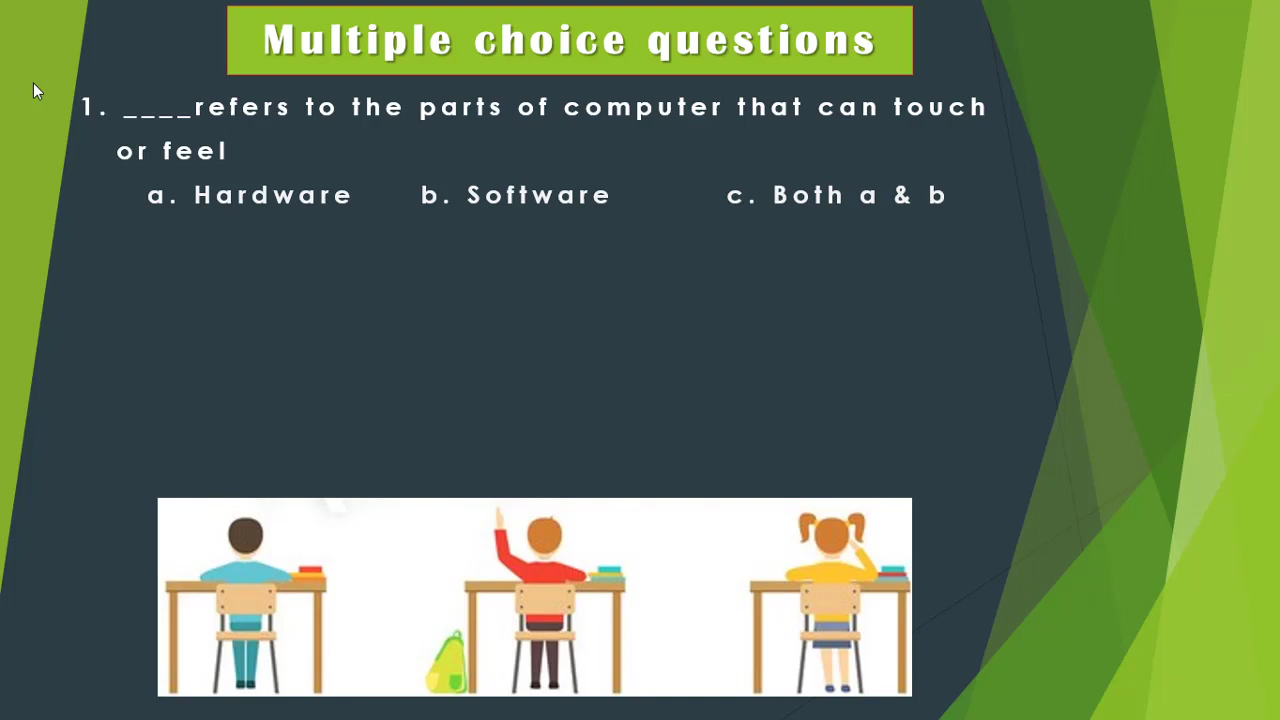 Multiple choice questions
1. ____refers to the parts of computer that can touch
or feel
a. Hardware b. Software c. Both a & b